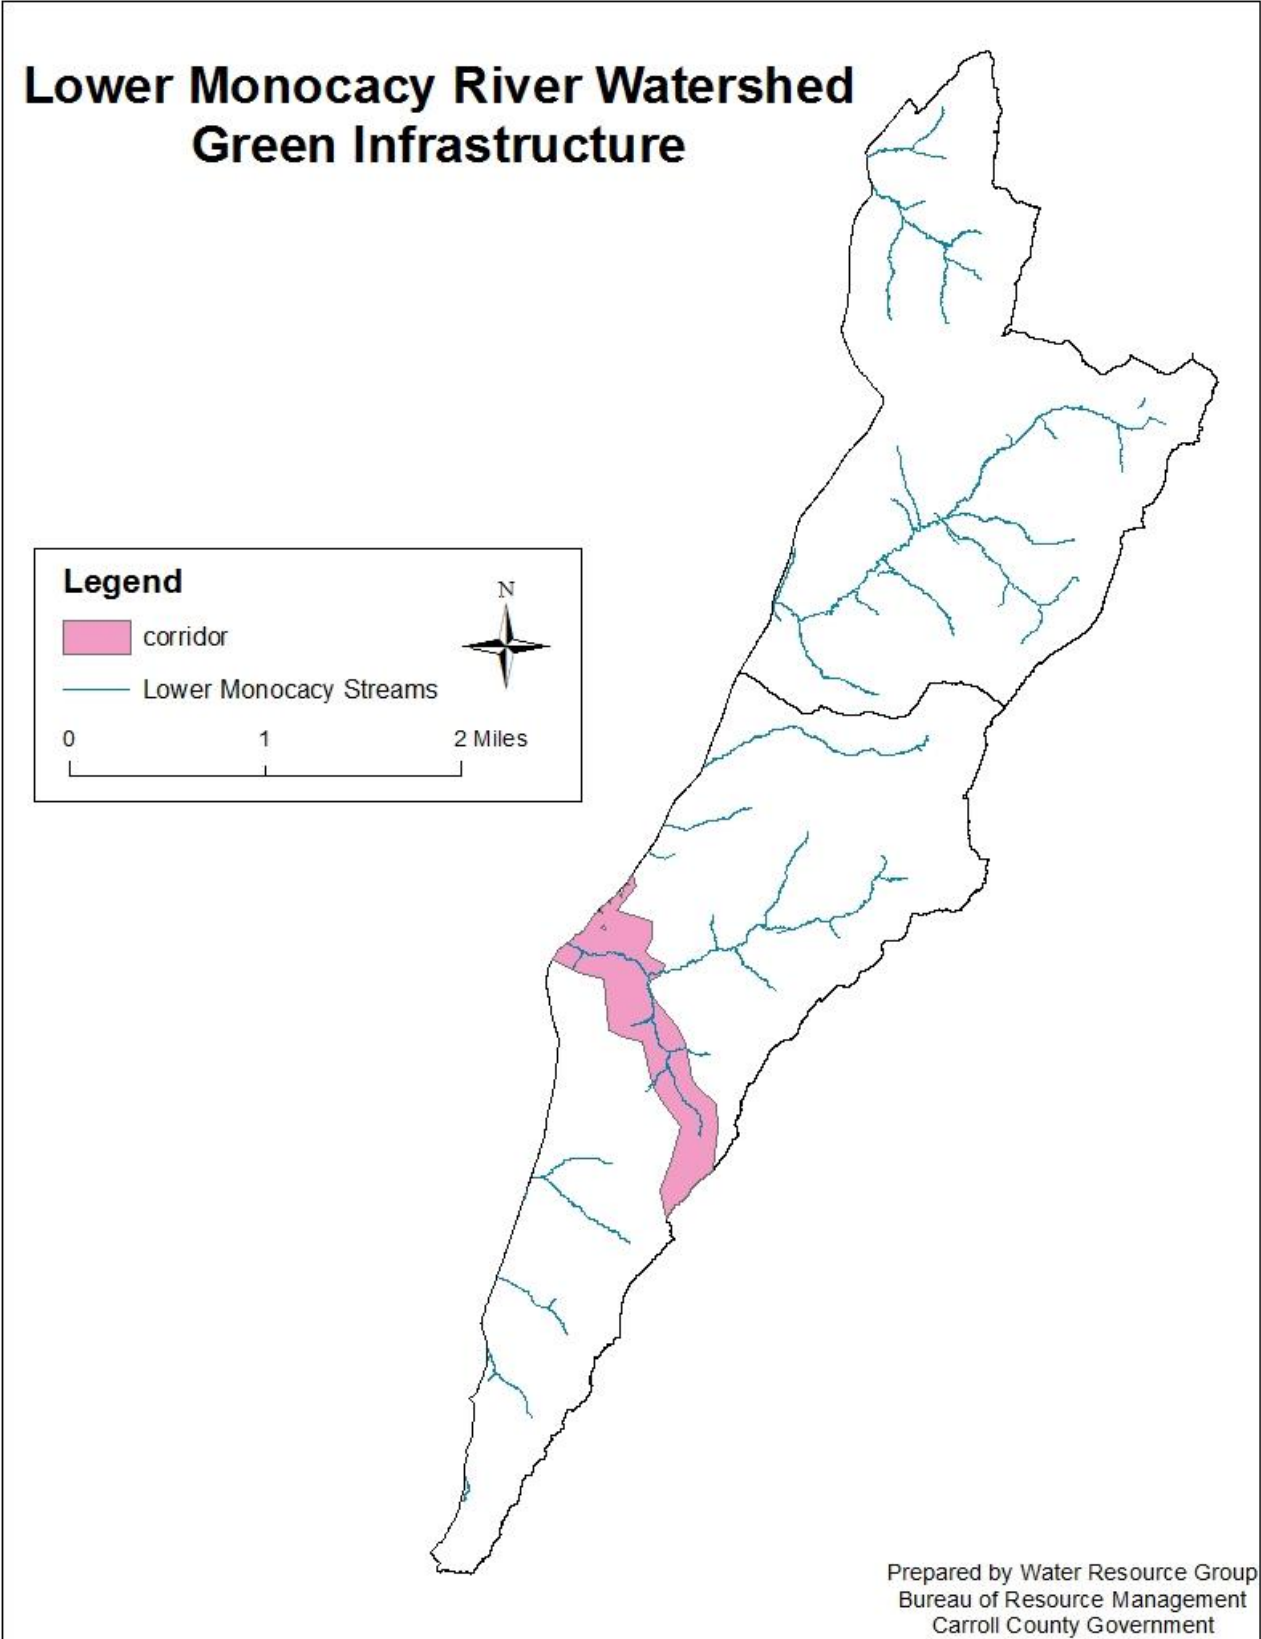 Lower Monocacy River Watershed
Green Infrastructure
Legend
N
corridor
Lower Monocacy Streams
0 1 2 Miles
Prepared by Water Resource Group
Bureau of Resource Management
Carroll County Government